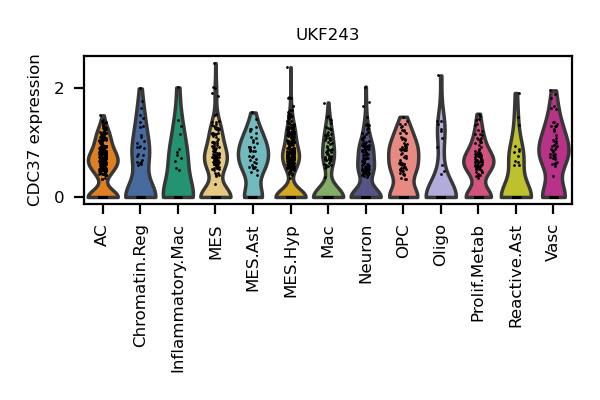 UKF243
CDC37 expression
2
0
AC
Chromatin.Reg
Inflammatory.Mac
MES
MES.Ast
MES.Hyp
Mac
Neuron
OPC
Oligo
Prolif.Metab
Reactive.Ast
Vasc